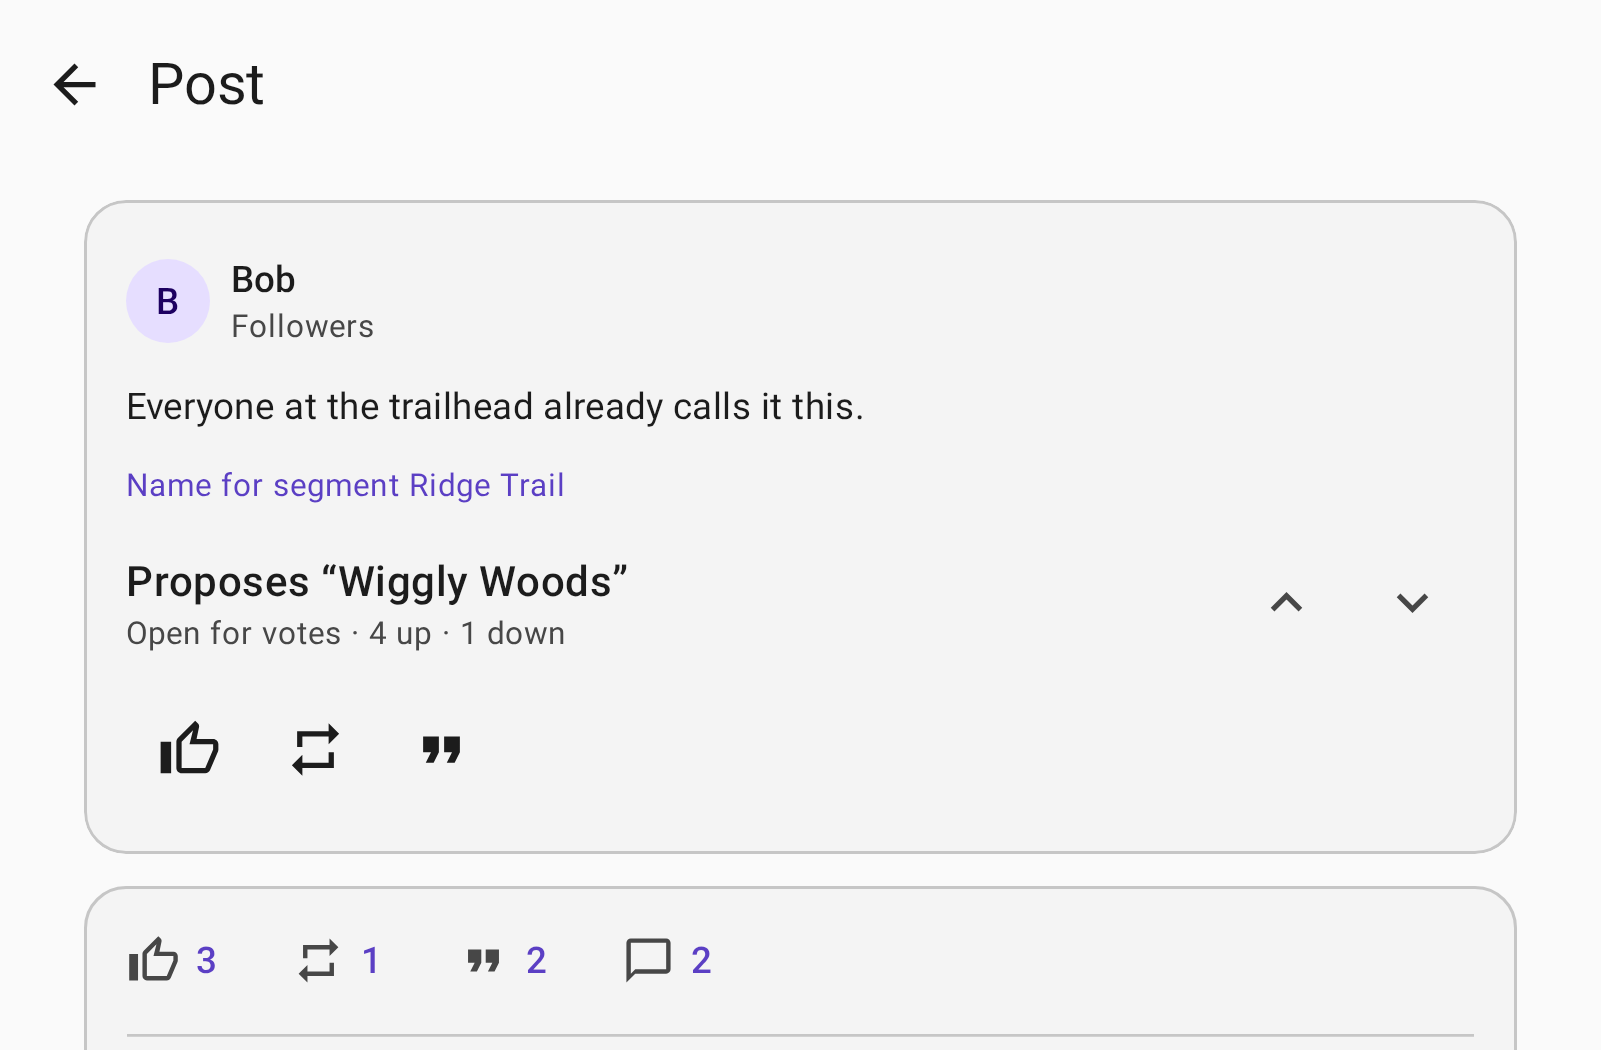 Post
B
Bob
Followers
Everyone at the trailhead already calls it this.
Name for segment Ridge Trail
Proposes “Wiggly Woods”
Open for votes · 4 up · 1 down
3 1 2 2